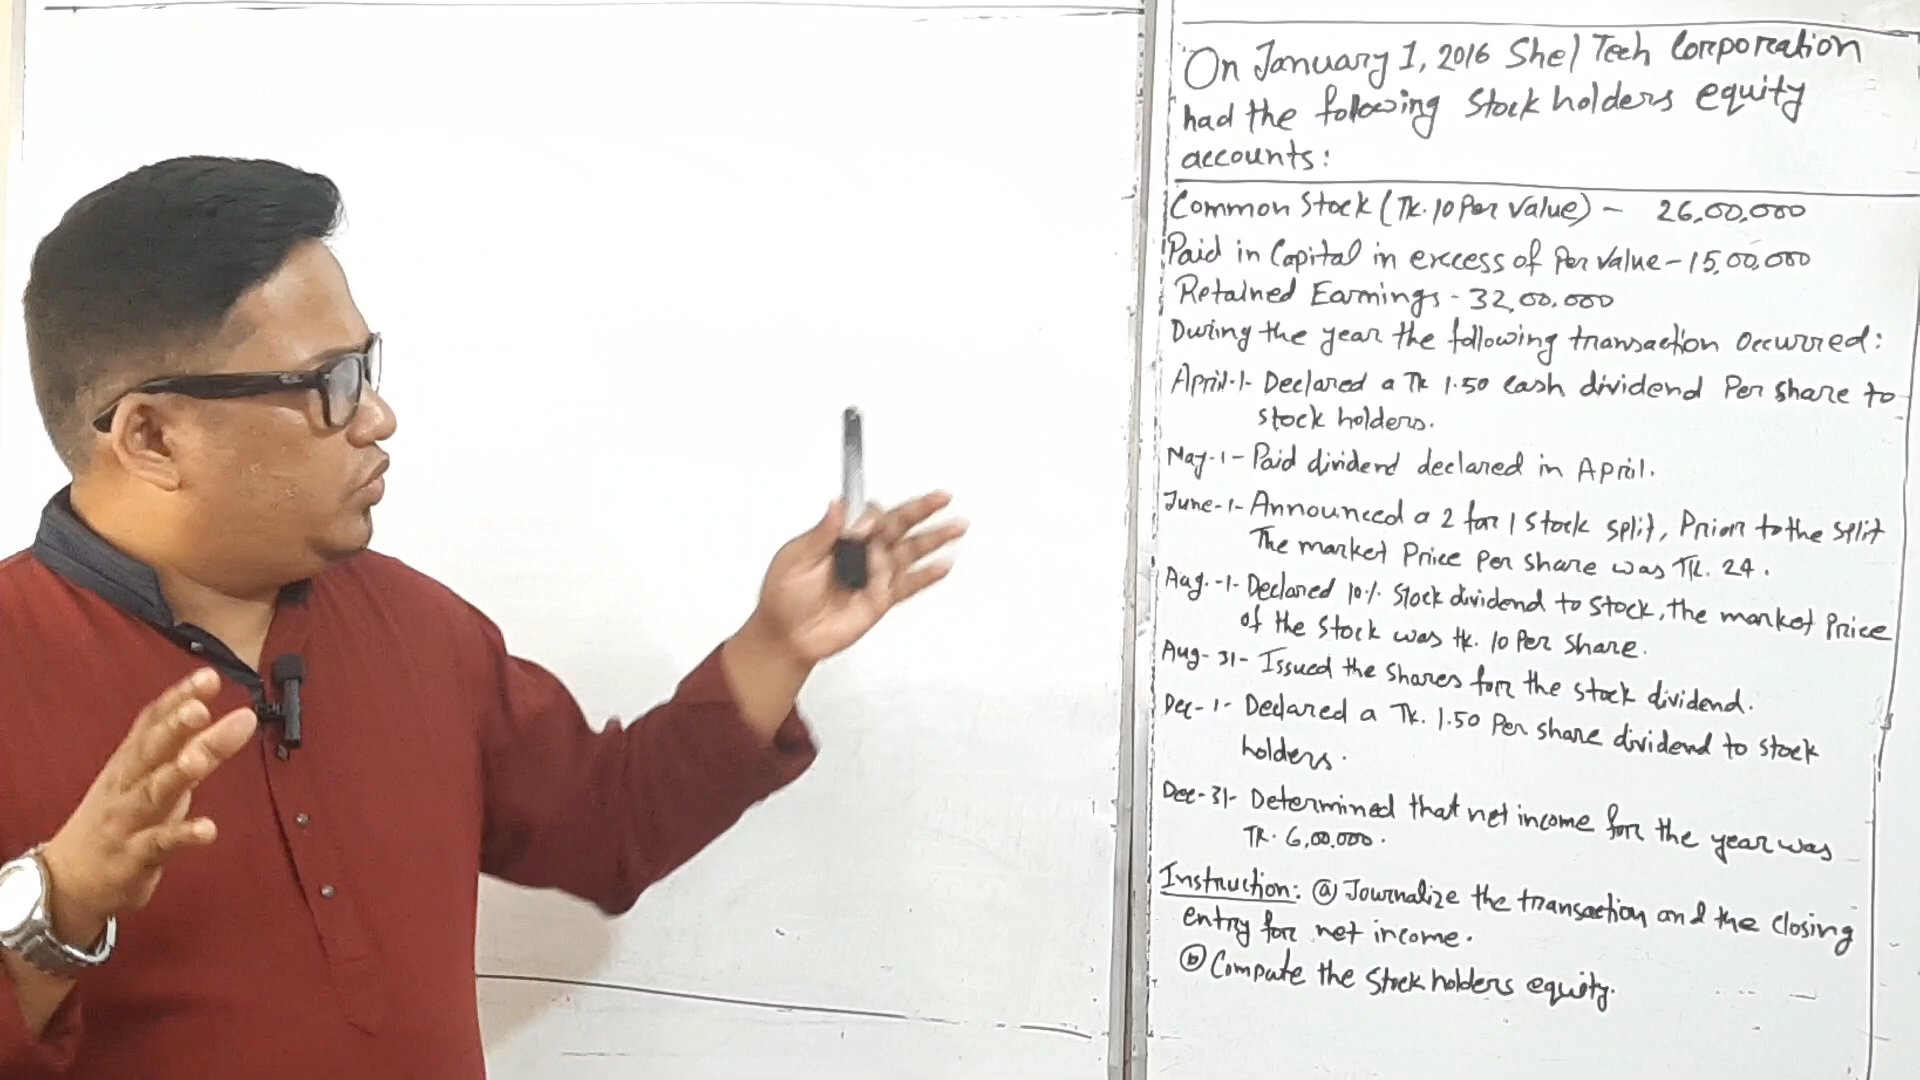 On January 1, 2016 Shel Tech Corporation
had the following Stock holders equity
accounts:
Common Stock (Tk. 10 Per value) - 26,00,000
Paid in Capital in excess of Per value - 15,00,000
Retained Earnings - 32,00,000
During the year the following transaction occurred:
April-1- Declared a Tk 1.50 cash dividend Per share to
stock holders.
May-1- Paid dividend declared in April.
June-1- Announced a 2 for 1 stock split, Prior to the split
The market Price Per share was TK. 24.
Aug.-1- Declared 10% stock dividend to stock, the market Price
of the stock was tk. 10 Per share.
Aug- 31- Issued the shares for the stock dividend.
Dec-1- Declared a Tk. 1.50 Per share dividend to stock
holders.
Dec-31- Determined that net income for the year was
TK. 6,00,000.
Instruction: (a) Journalize the transaction and the closing
entry for net income.
(b) Compute the Stock holders equity.